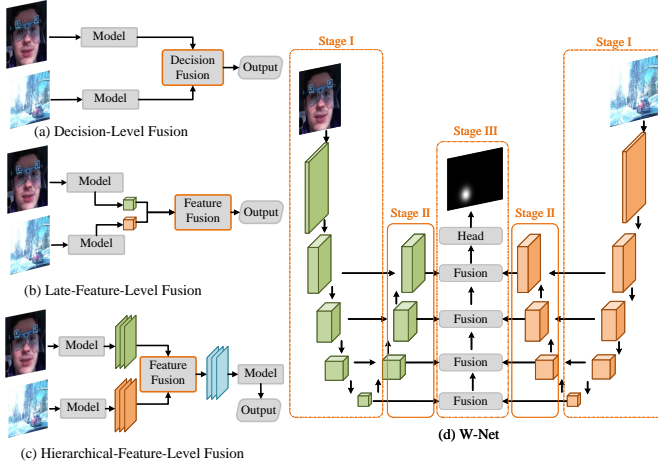 Model
Decision
Fusion
Output
Model
(a) Decision-Level Fusion
Model
Feature
Fusion
Output
Model
(b) Late-Feature-Level Fusion
Model
Feature
Fusion
Model
Model
Output
(c) Hierarchical-Feature-Level Fusion
Stage I
Stage I
Stage III
Stage II
Stage II
Head
Fusion
Fusion
Fusion
Fusion
(d) W-Net